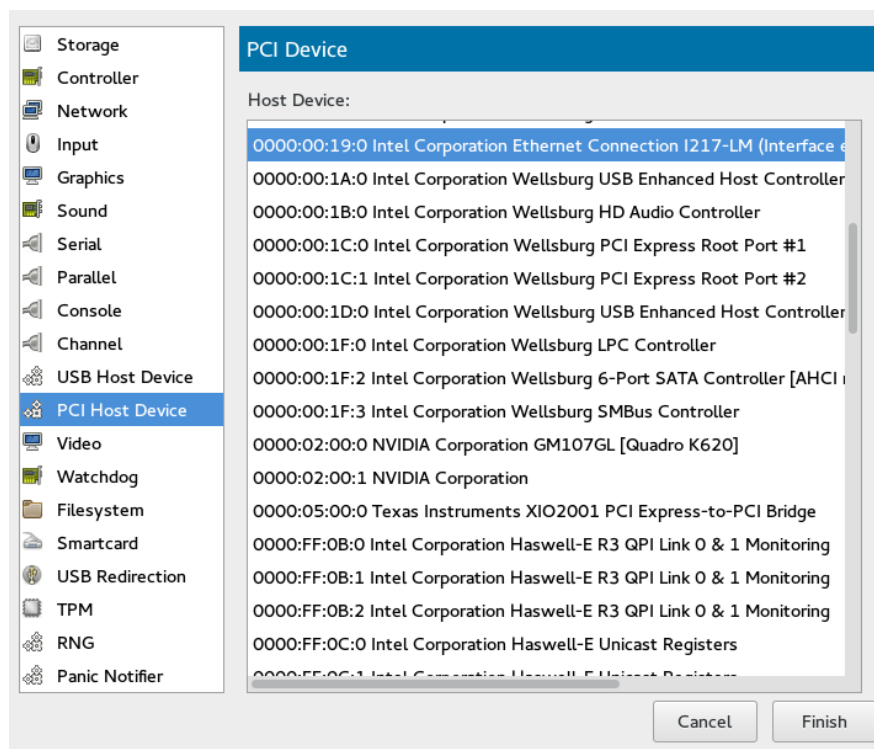 Storage
Controller
Network
Input
Graphics
Sound
Serial
Parallel
Console
Channel
USB Host Device
PCI Host Device
Video
Watchdog
Filesystem
Smartcard
USB Redirection
TPM
RNG
Panic Notifier
PCI Device
Host Device:
0000:00:19:0 Intel Corporation Ethernet Connection I217-LM (Interface e
0000:00:1A:0 Intel Corporation Wellsburg USB Enhanced Host Controller
0000:00:1B:0 Intel Corporation Wellsburg HD Audio Controller
0000:00:1C:0 Intel Corporation Wellsburg PCI Express Root Port #1
0000:00:1C:1 Intel Corporation Wellsburg PCI Express Root Port #2
0000:00:1D:0 Intel Corporation Wellsburg USB Enhanced Host Controller
0000:00:1F:0 Intel Corporation Wellsburg LPC Controller
0000:00:1F:2 Intel Corporation Wellsburg 6-Port SATA Controller [AHCI
0000:00:1F:3 Intel Corporation Wellsburg SMBus Controller
0000:02:00:0 NVIDIA Corporation GM107GL [Quadro K620]
0000:02:00:1 NVIDIA Corporation
0000:05:00:0 Texas Instruments XIO2001 PCI Express-to-PCI Bridge
0000:FF:0B:0 Intel Corporation Haswell-E R3 QPI Link 0 & 1 Monitoring
0000:FF:0B:1 Intel Corporation Haswell-E R3 QPI Link 0 & 1 Monitoring
0000:FF:0B:2 Intel Corporation Haswell-E R3 QPI Link 0 & 1 Monitoring
0000:FF:0C:0 Intel Corporation Haswell-E Unicast Registers
0000:FF:0C:1 Intel Corporation Haswell-E Unicast Registers
Cancel
Finish